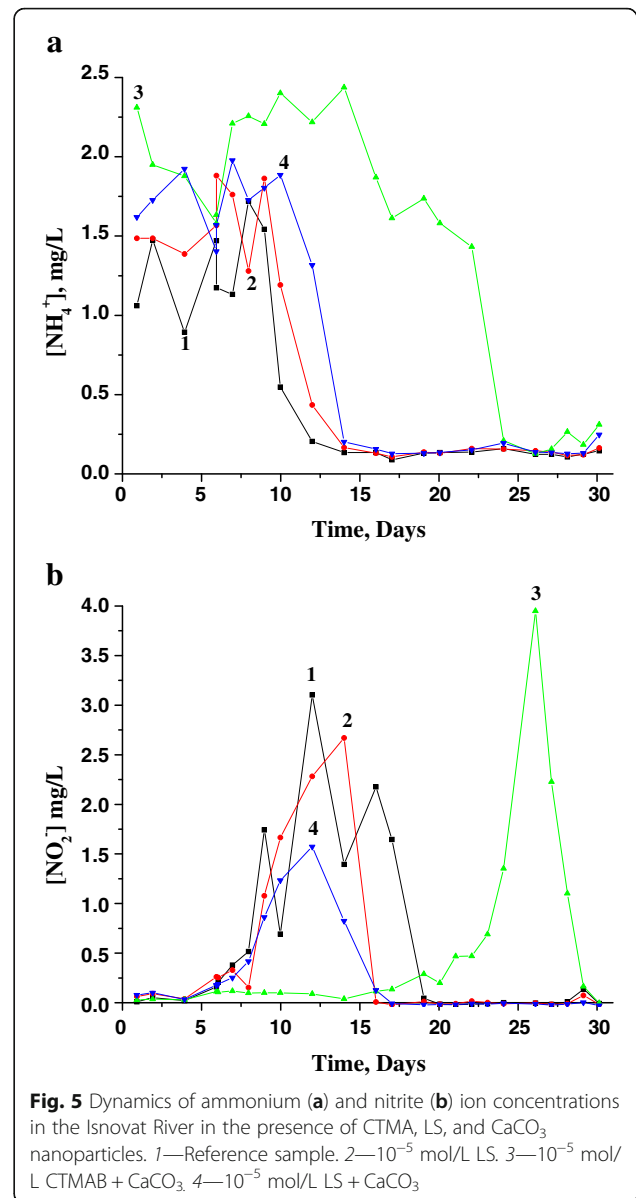 a
3
4
2
1
[NH₄⁺], mg/L
2.5
2.0
1.5
1.0
0.5
0.0
0 5 10 15 20 25 30
Time, Days
b
3
1
2
4
[NO₂⁻] mg/L
4.0
3.5
3.0
2.5
2.0
1.5
1.0
0.5
0.0
0 5 10 15 20 25 30
Time, Days
Fig. 5 Dynamics of ammonium (a) and nitrite (b) ion concentrations
in the Isnovat River in the presence of CTMA, LS, and CaCO₃
nanoparticles. 1—Reference sample. 2—10⁻⁵ mol/L LS. 3—10⁻⁵ mol/
L CTMAB + CaCO₃. 4—10⁻⁵ mol/L LS + CaCO₃